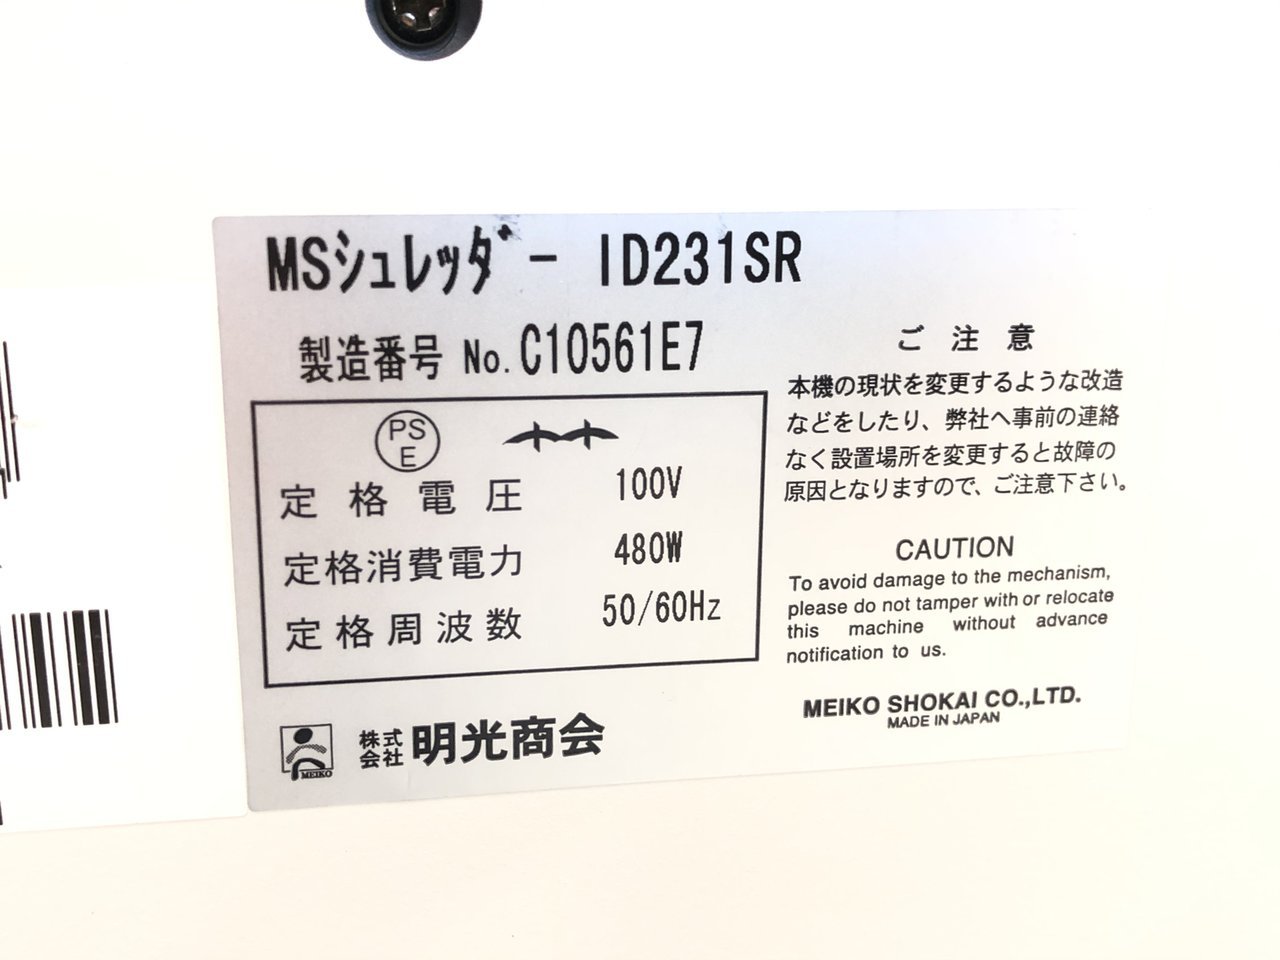 MSシュレッダー ID231SR
製造番号 No. C10561E7
PS
E
定格電圧 100V
定格消費電力 480W
定格周波数 50/60Hz
MEIKO
株式会社 明光商会
ご注意
本機の現状を変更するような改造
などをしたり、弊社へ事前の連絡
なく設置場所を変更すると故障の
原因となりますので、ご注意下さい。
CAUTION
To avoid damage to the mechanism,
please do not tamper with or relocate
this machine without advance
notification to us.
MEIKO SHOKAI CO.,LTD.
MADE IN JAPAN